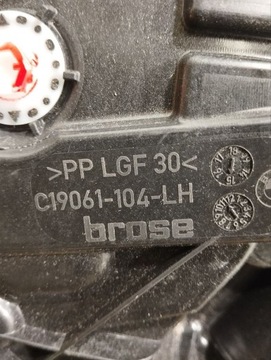 >PP LGF 30<
C19061-104-LH
brose